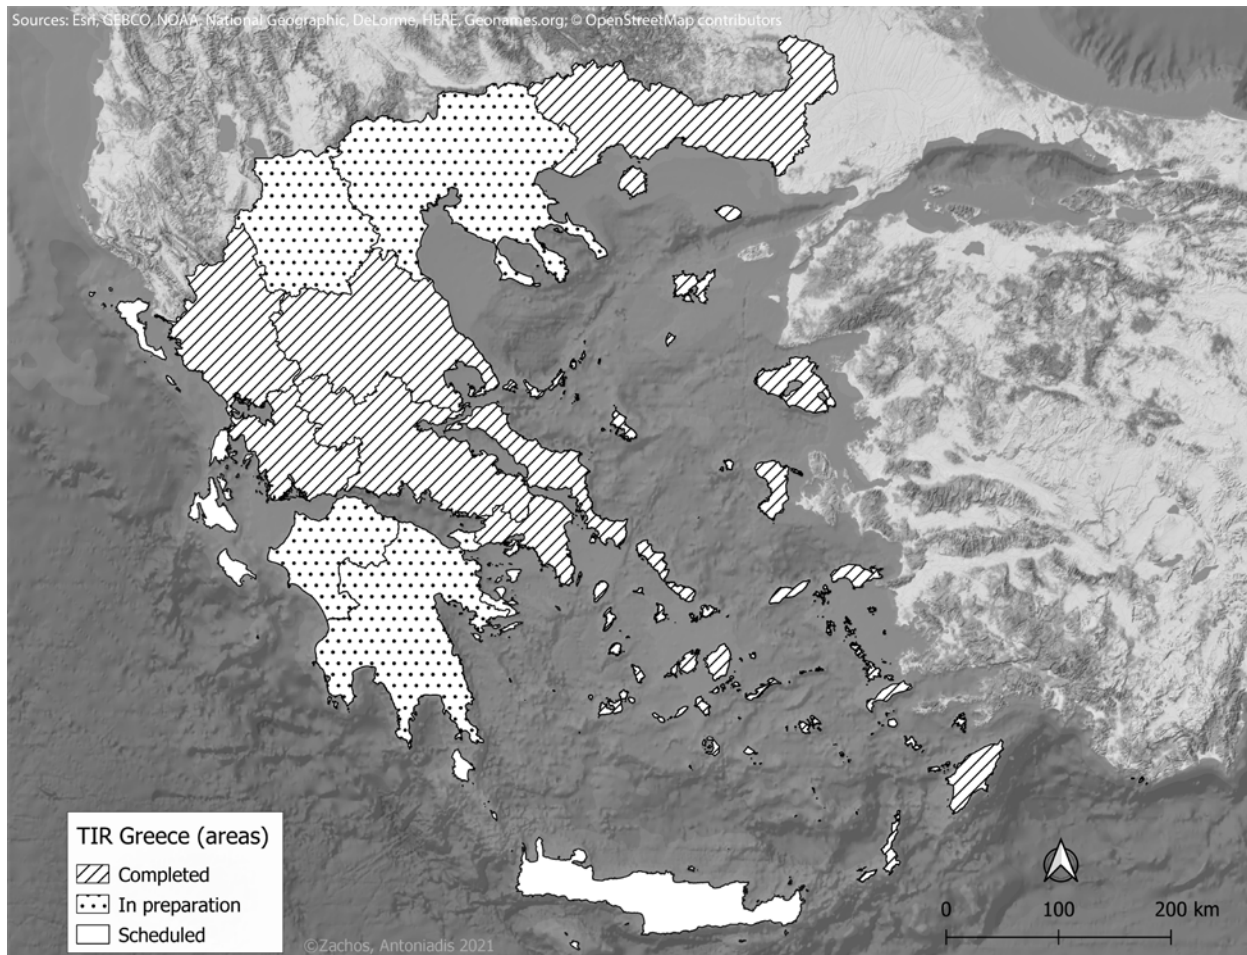 Sources: Esri, GEBCO, NOAA, National Geographic, DeLorme, HERE, Geonames.org; © OpenStreetMap contributors
TIR Greece (areas)
Completed
In preparation
Scheduled
©Zachos, Antoniadis 2021
0 100 200 km